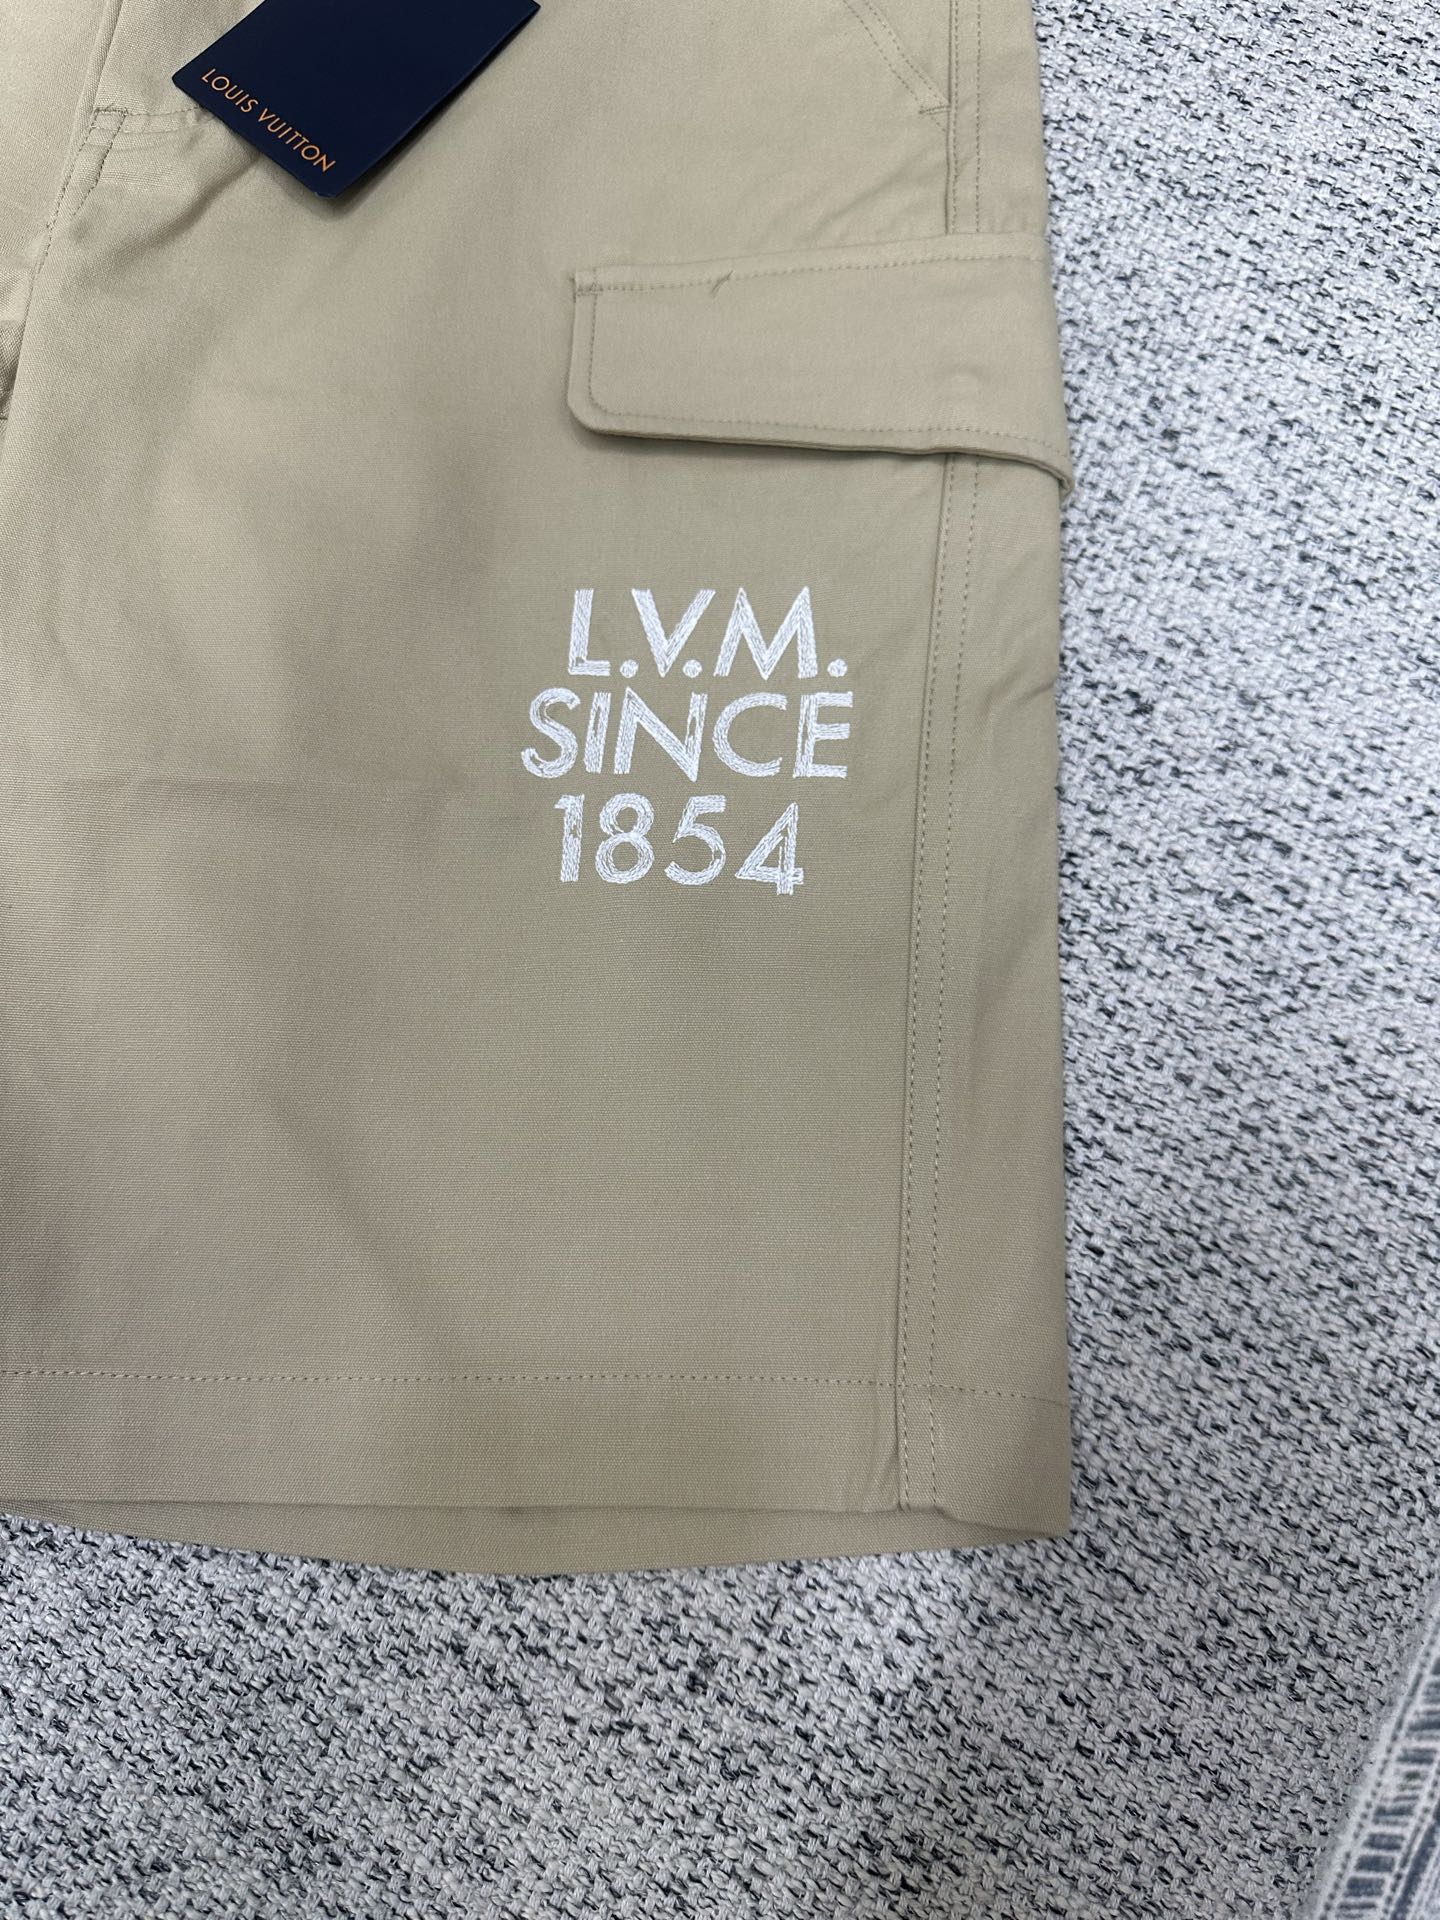 LOUIS VUITTON
L.V.M.
SINCE
1854